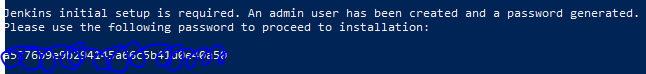 Jenkins initial setup is required. An admin user has been created and a password generated.
Please use the following password to proceed to installation: